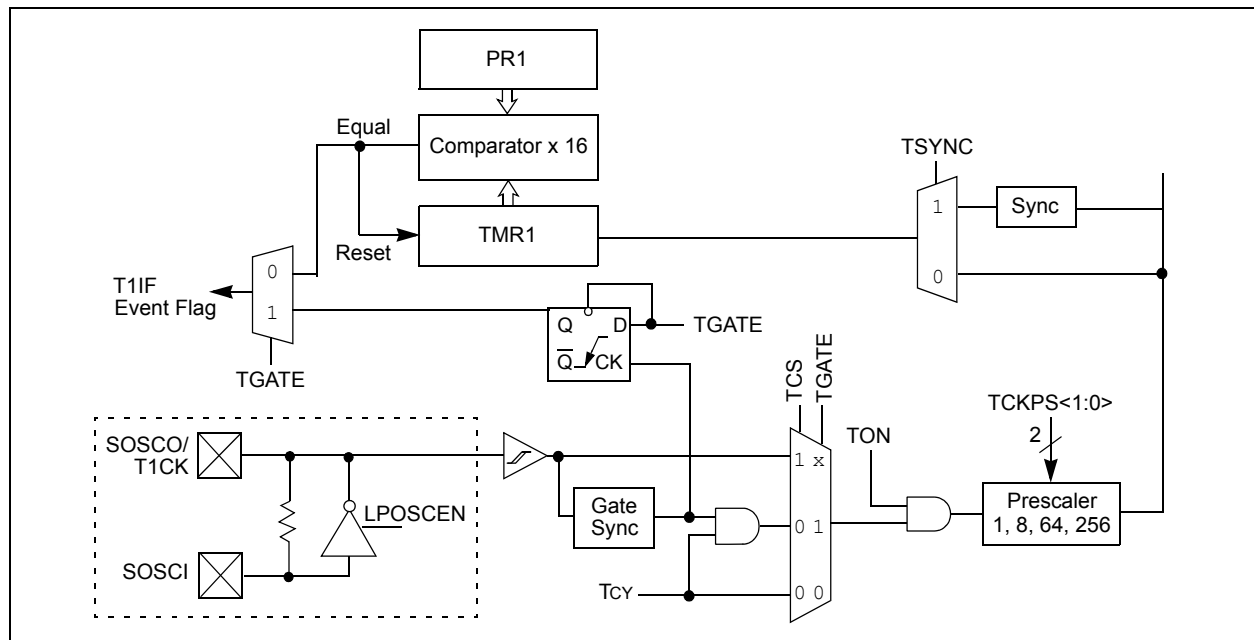 PR1
Equal
Comparator x 16
TSYNC
1
Sync
TMR1
Reset
0
0
T1IF
Event Flag
1
Q
D
TGATE
Q
CK
TGATE
TCS
TGATE
TCKPS<1:0>
2
SOSCO/
T1CK
TON
1 x
Prescaler
1, 8, 64, 256
LPOSCEN
Gate
Sync
0 1
SOSCI
TCY
0 0